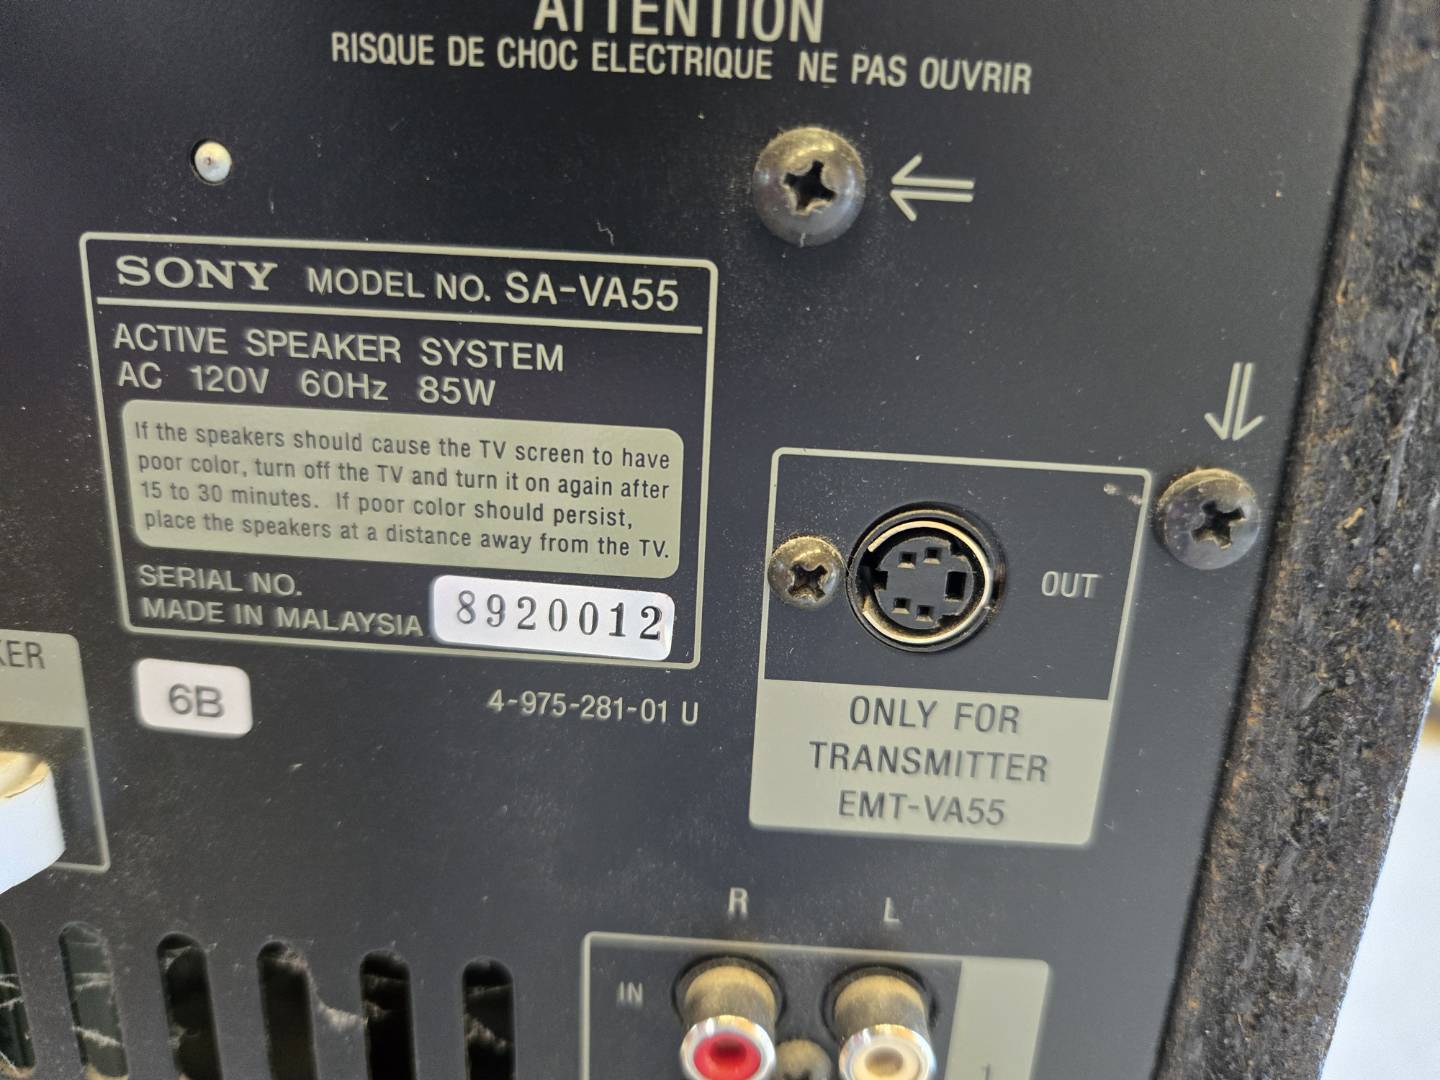 ATTENTION
RISQUE DE CHOC ELECTRIQUE NE PAS OUVRIR
SONY MODEL NO. SA-VA55
ACTIVE SPEAKER SYSTEM
AC 120V 60Hz 85W
If the speakers should cause the TV screen to have
poor color, turn off the TV and turn it on again after
15 to 30 minutes. If poor color should persist,
place the speakers at a distance away from the TV.
SERIAL NO.
MADE IN MALAYSIA 8920012
6B
4-975-281-01 U
OUT
ONLY FOR
TRANSMITTER
EMT-VA55
R L
IN
1